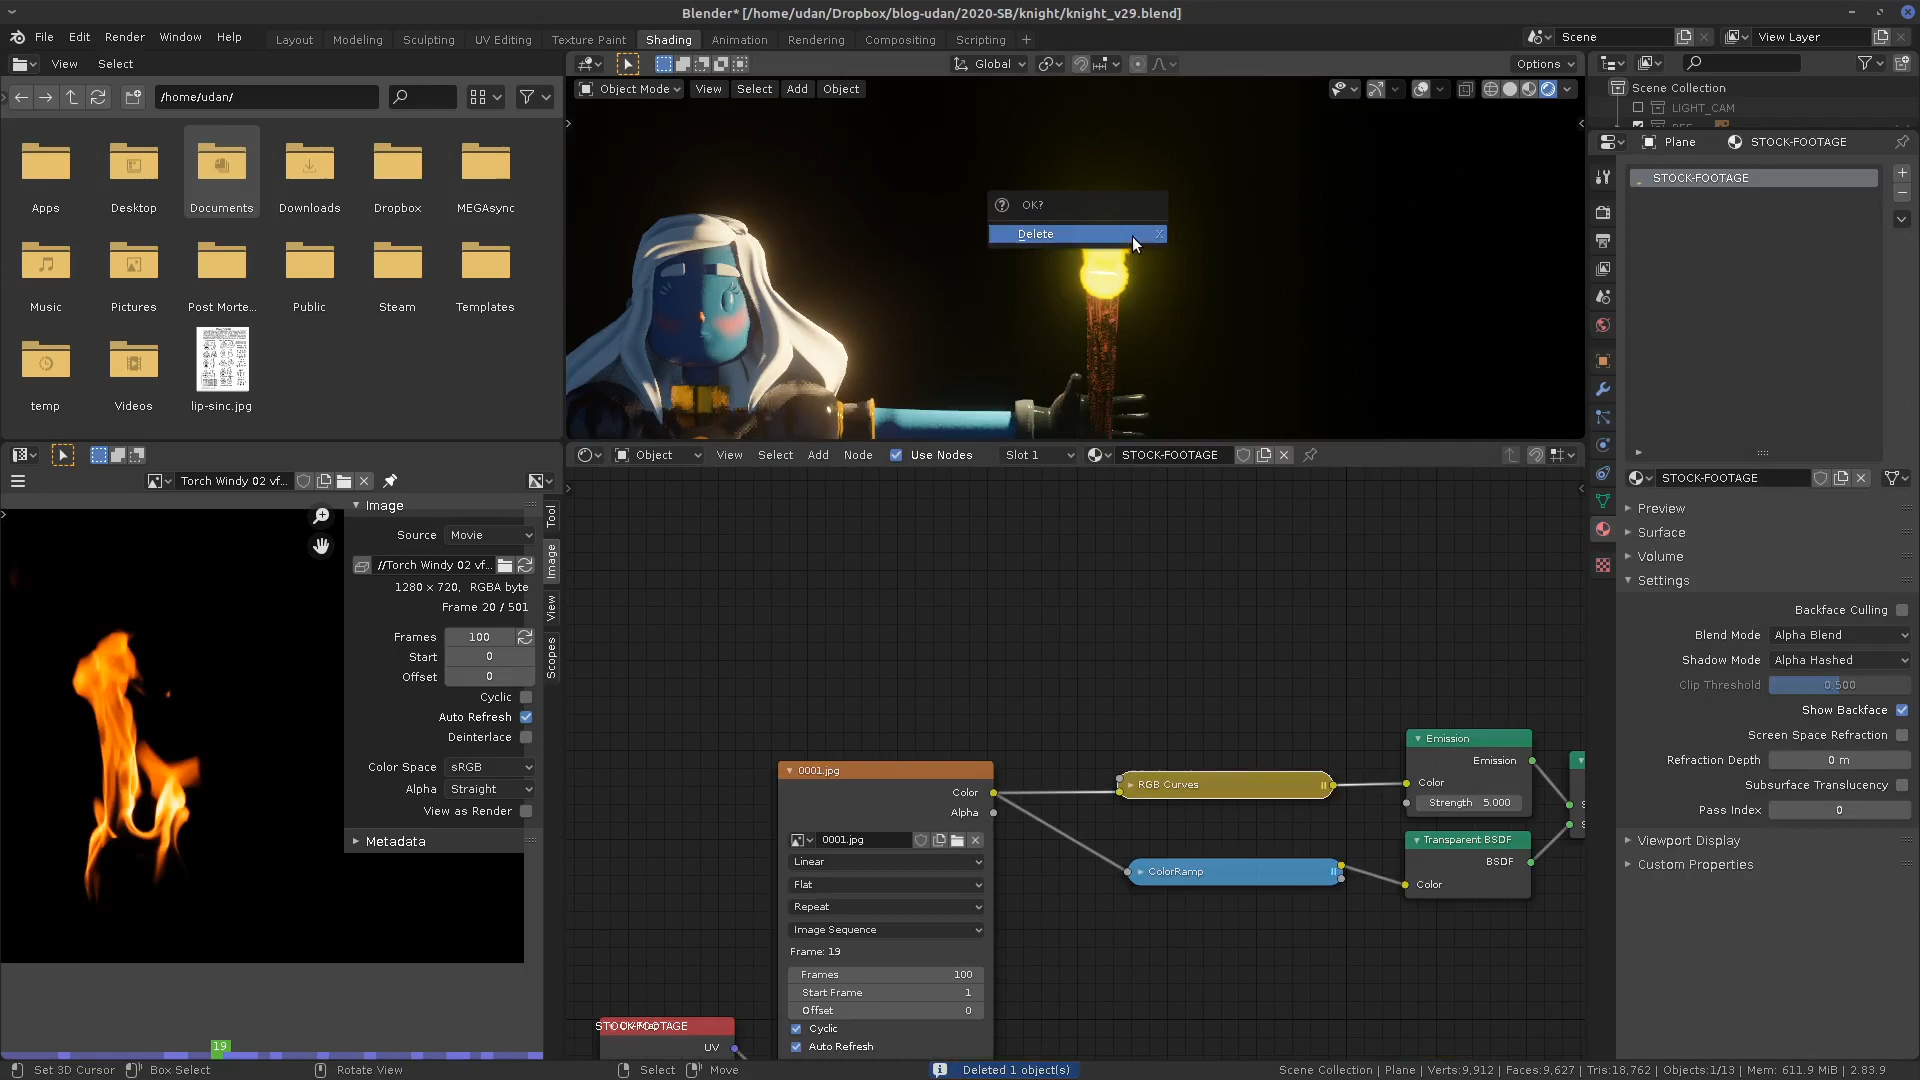 Blender* [/home/udan/Dropbox/blog-udan/2020-SB/knight/knight_v29.blend]
File Edit Render Window Help
Layout Modeling Sculpting UV Editing Texture Paint Shading Animation Rendering Compositing Scripting +
Scene
View Layer
View Select
Global
Options
/home/udan/
Object Mode View Select Add Object
Scene Collection
LIGHT_CAM
Plane STOCK-FOOTAGE
STOCK-FOOTAGE
Apps Desktop Documents Downloads Dropbox MEGAsync
Music Pictures Post Morte... Public Steam Templates
temp Videos lip-sinc.jpg
OK?
Delete X
Object View Select Add Node Use Nodes Slot 1 STOCK-FOOTAGE
Torch Windy 02 vf...
Image
Source Movie
//Torch Windy 02 vf...
1280 × 720, RGBA byte
Frame 20 / 501
Frames 100
Start 0
Offset 0
Cyclic
Auto Refresh
Deinterlace
Color Space sRGB
Alpha Straight
View as Render
Metadata
Tool
Image
View
Scopes
19
0001.jpg
Color
Alpha
0001.jpg
Linear
Flat
Repeat
Image Sequence
Frame: 19
Frames 100
Start Frame 1
Offset 0
Cyclic
Auto Refresh
STOCK-FOOTAGE
UV
RGB Curves
ColorRamp
Emission
Emission
Color
Strength 5.000
Transparent BSDF
BSDF
Color
STOCK-FOOTAGE
Preview
Surface
Volume
Settings
Backface Culling
Blend Mode Alpha Blend
Shadow Mode Alpha Hashed
Clip Threshold 0.500
Show Backface
Screen Space Refraction
Refraction Depth 0 m
Subsurface Translucency
Pass Index 0
Viewport Display
Custom Properties
Set 3D Cursor Box Select Rotate View Select Move Deleted 1 object(s)
Scene Collection | Plane | Verts:9,912 | Faces:9,627 | Tris:18,762 | Objects:1/13 | Mem: 611.9 MiB | 2.83.9